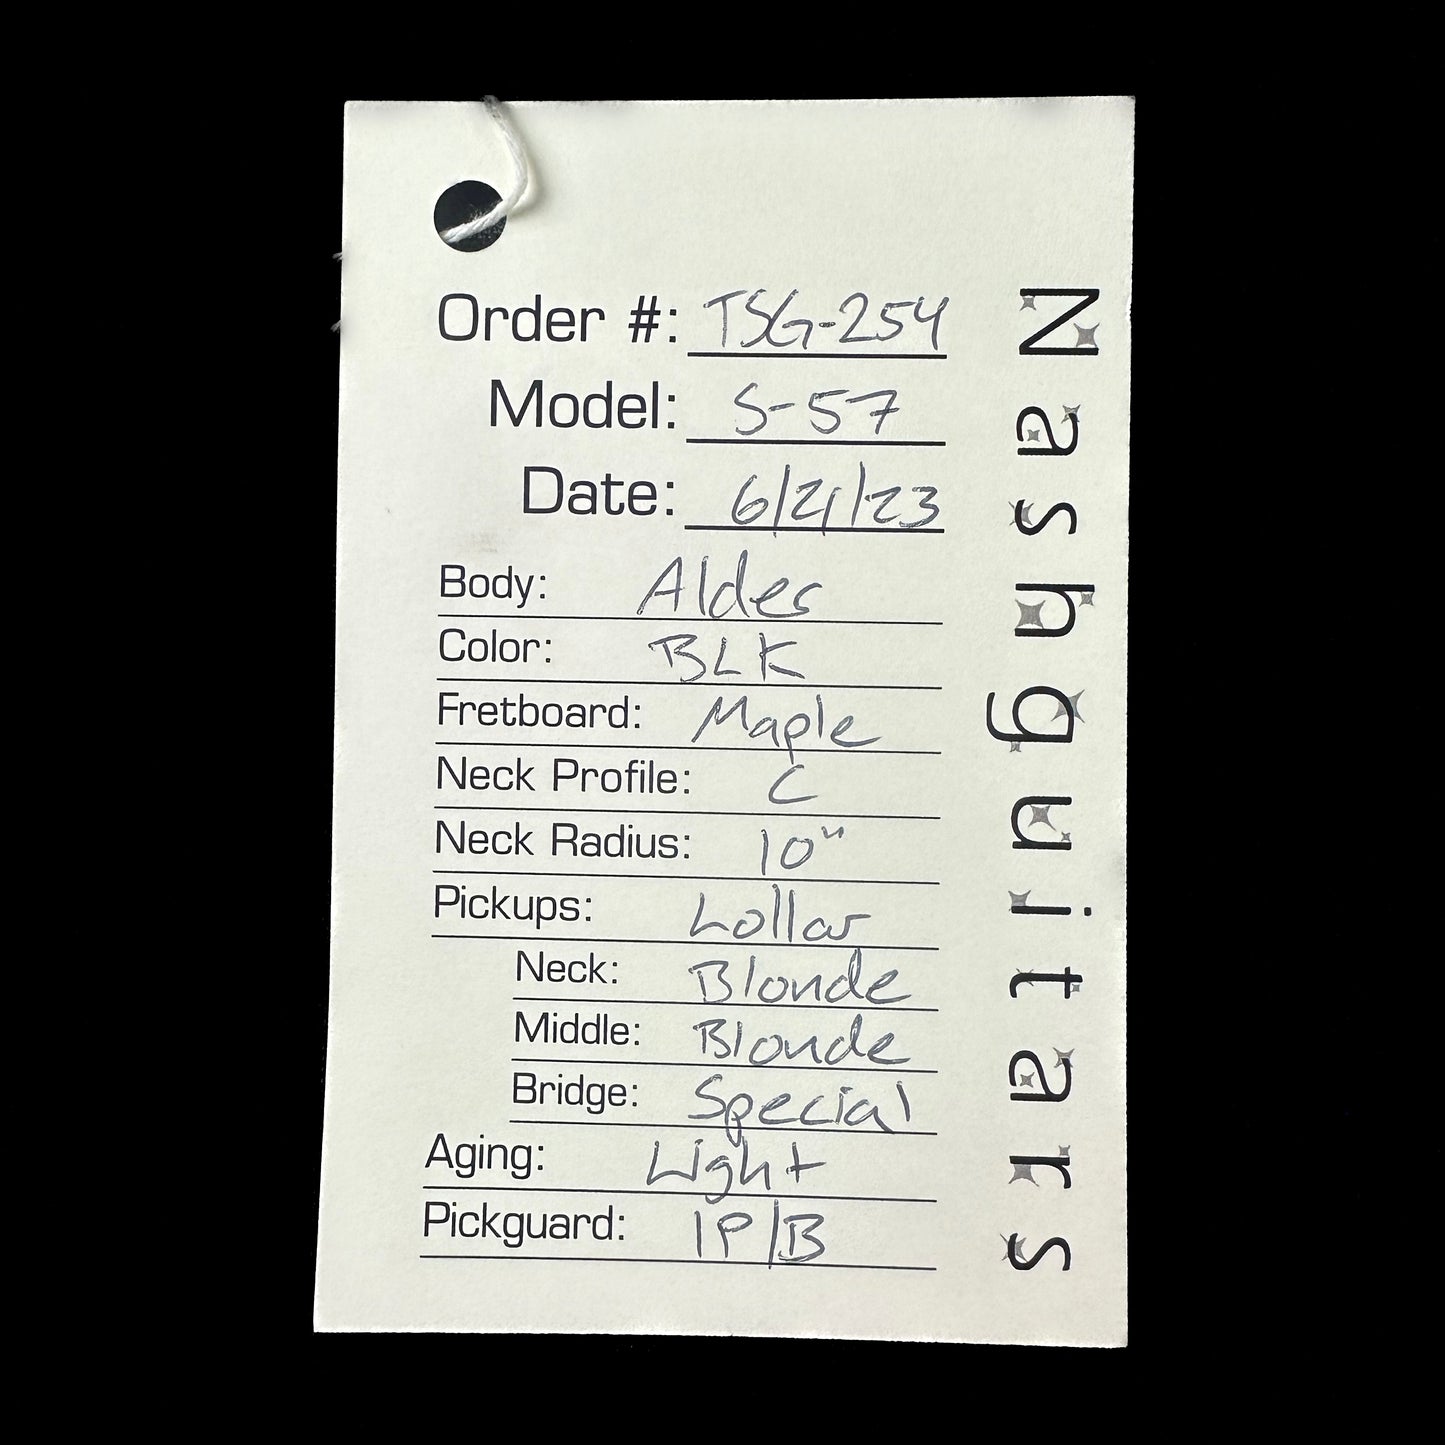 Order #: TSG-254
Model: S-57
Date: 6/21/23
Body: Alder
Color: BLK
Fretboard: Maple
Neck Profile: C
Neck Radius: 10"
Pickups: Lollar
Neck: Blonde
Middle: Blonde
Bridge: Special
Aging: Light
Pickguard: 1P/B
Nashguitars